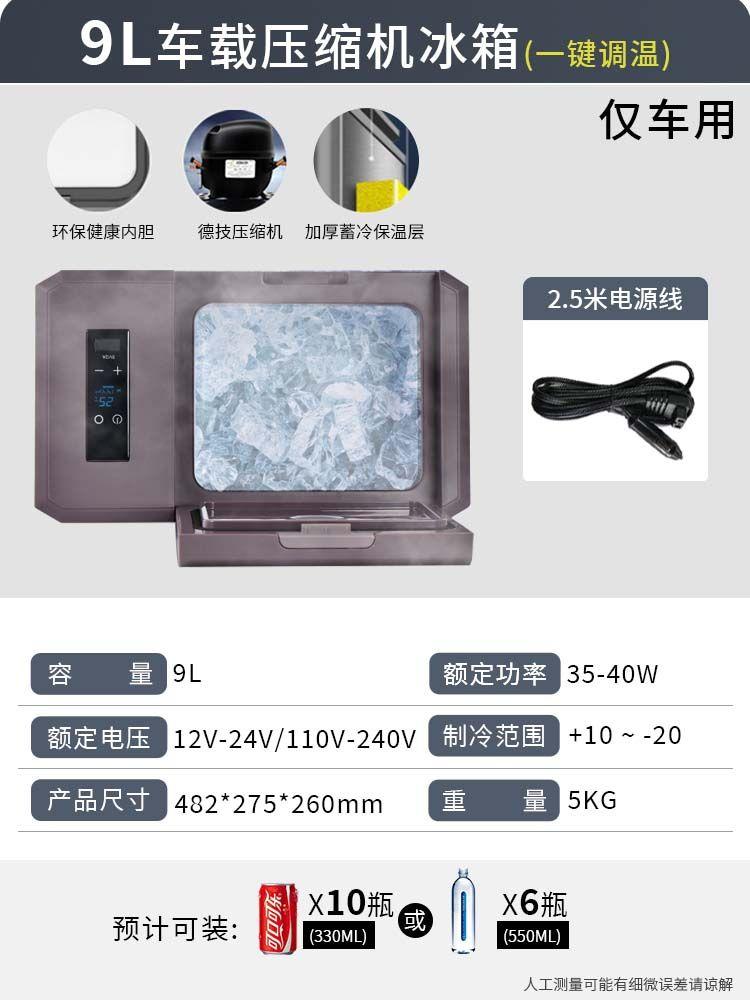 9L车载压缩机冰箱(一键调温)
仅车用
环保健康内胆 德技压缩机 加厚蓄冷保温层
2.5米电源线
容量 9L 额定功率 35-40W
额定电压 12V-24V/110V-240V 制冷范围 +10 ~ -20
产品尺寸 482*275*260mm 重量 5KG
预计可装: 可口可乐 X10瓶 (330ML) 或 X6瓶 (550ML)
人工测量可能有细微误差请谅解